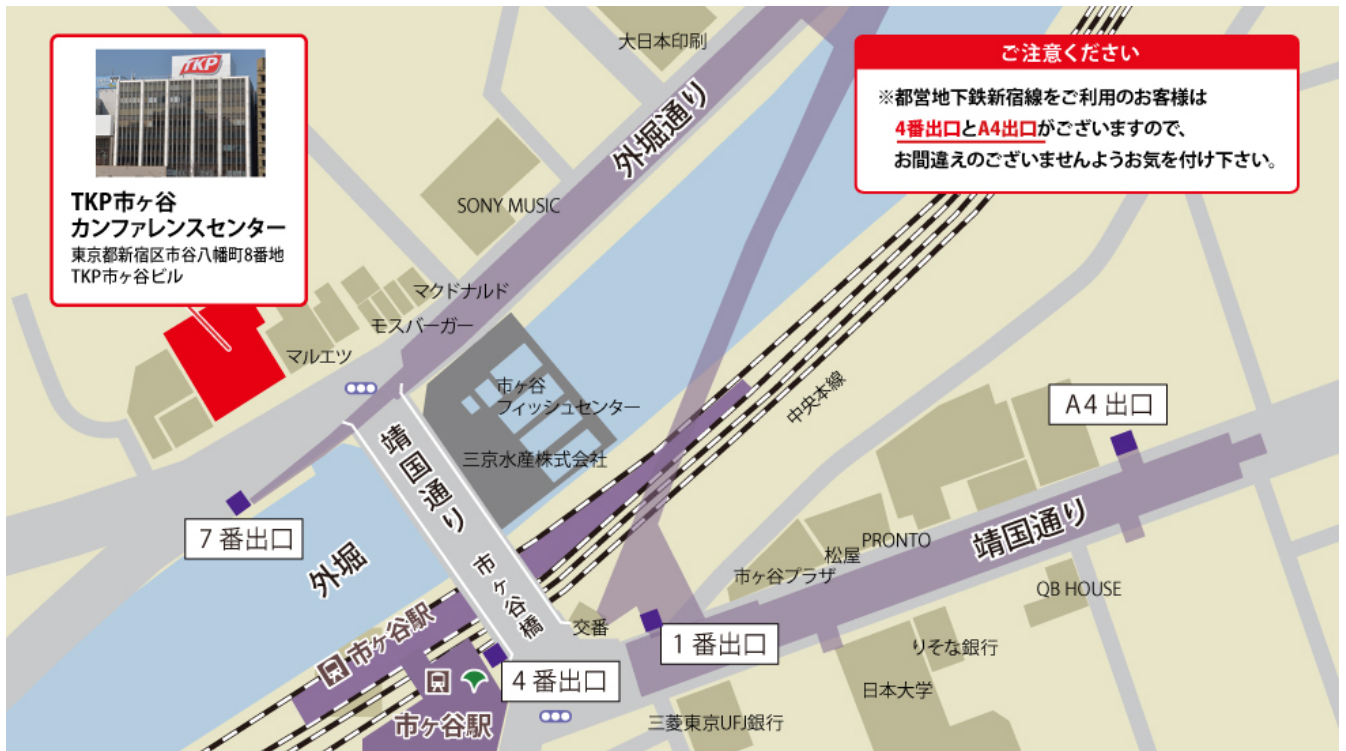 TKP
TKP市ヶ谷
カンファレンスセンター
東京都新宿区市谷八幡町8番地
TKP市ヶ谷ビル
ご注意ください
※都営地下鉄新宿線をご利用のお客様は
4番出口とA4出口がございますので、
お間違えのございませんようお気を付け下さい。
大日本印刷
外堀通り
SONY MUSIC
マクドナルド
モスバーガー
マルエツ
市ヶ谷
フィッシュセンター
三京水産株式会社
中央本線
A4出口
靖国通り
7番出口
外堀
市ヶ谷橋
PRONTO
松屋
市ヶ谷プラザ
靖国通り
QB HOUSE
交番
1番出口
りそな銀行
市ヶ谷駅
4番出口
日本大学
市ヶ谷駅
三菱東京UFJ銀行